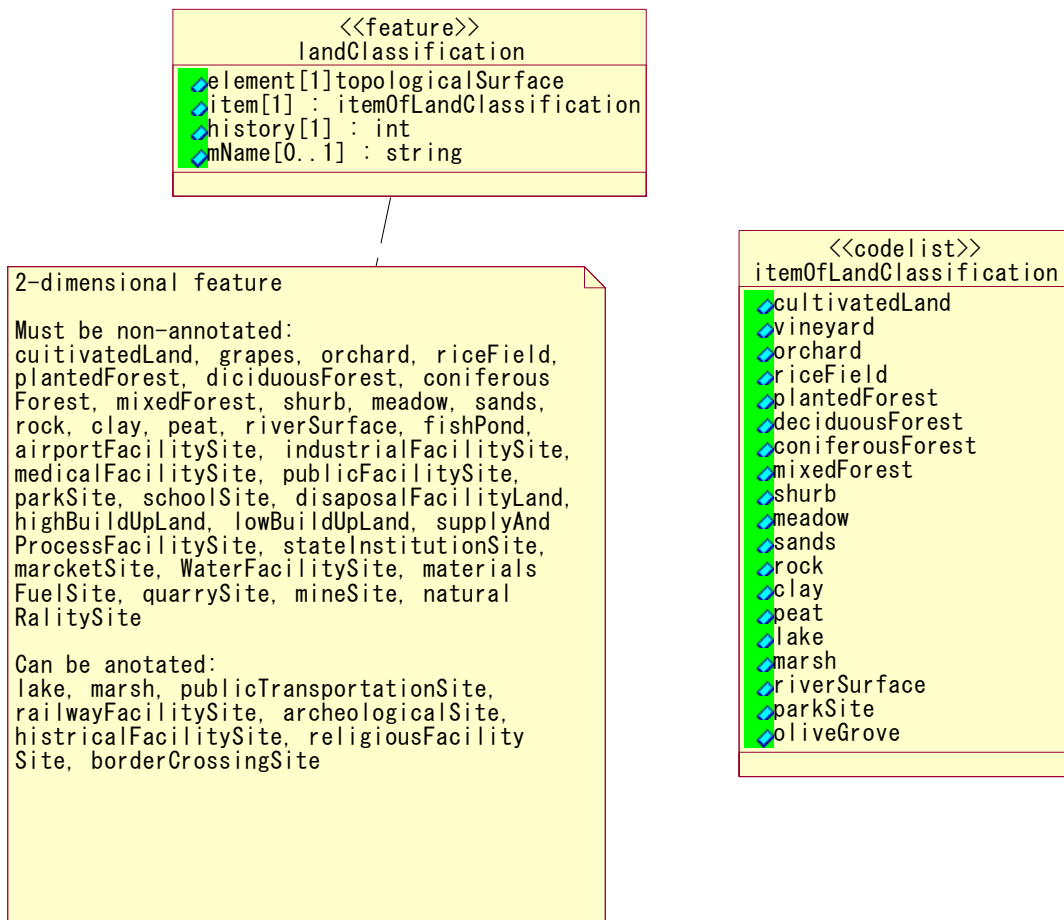 <<feature>>
landClassification
element[1]topologicalSurface
item[1] : itemOfLandClassification
history[1] : int
mName[0..1] : string
2-dimensional feature
Must be non-annotated:
cuitivatedLand, grapes, orchard, riceField,
plantedForest, diciduousForest, coniferous
Forest, mixedForest, shurb, meadow, sands,
rock, clay, peat, riverSurface, fishPond,
airportFacilitySite, industrialFacilitySite,
medicalFacilitySite, publicFacilitySite,
parkSite, schoolSite, disaposalFacilityLand,
highBuildUpLand, lowBuildUpLand, supplyAnd
ProcessFacilitySite, stateInstitutionSite,
marcketSite, WaterFacilitySite, materials
FuelSite, quarrySite, mineSite, natural
RalitySite
Can be anotated:
lake, marsh, publicTransportationSite,
railwayFacilitySite, archeologicalSite,
histricalFacilitySite, religiousFacility
Site, borderCrossingSite
<<codelist>>
itemOfLandClassification
cultivatedLand
vineyard
orchard
riceField
plantedForest
deciduousForest
coniferousForest
mixedForest
shurb
meadow
sands
rock
clay
peat
lake
marsh
riverSurface
parkSite
oliveGrove